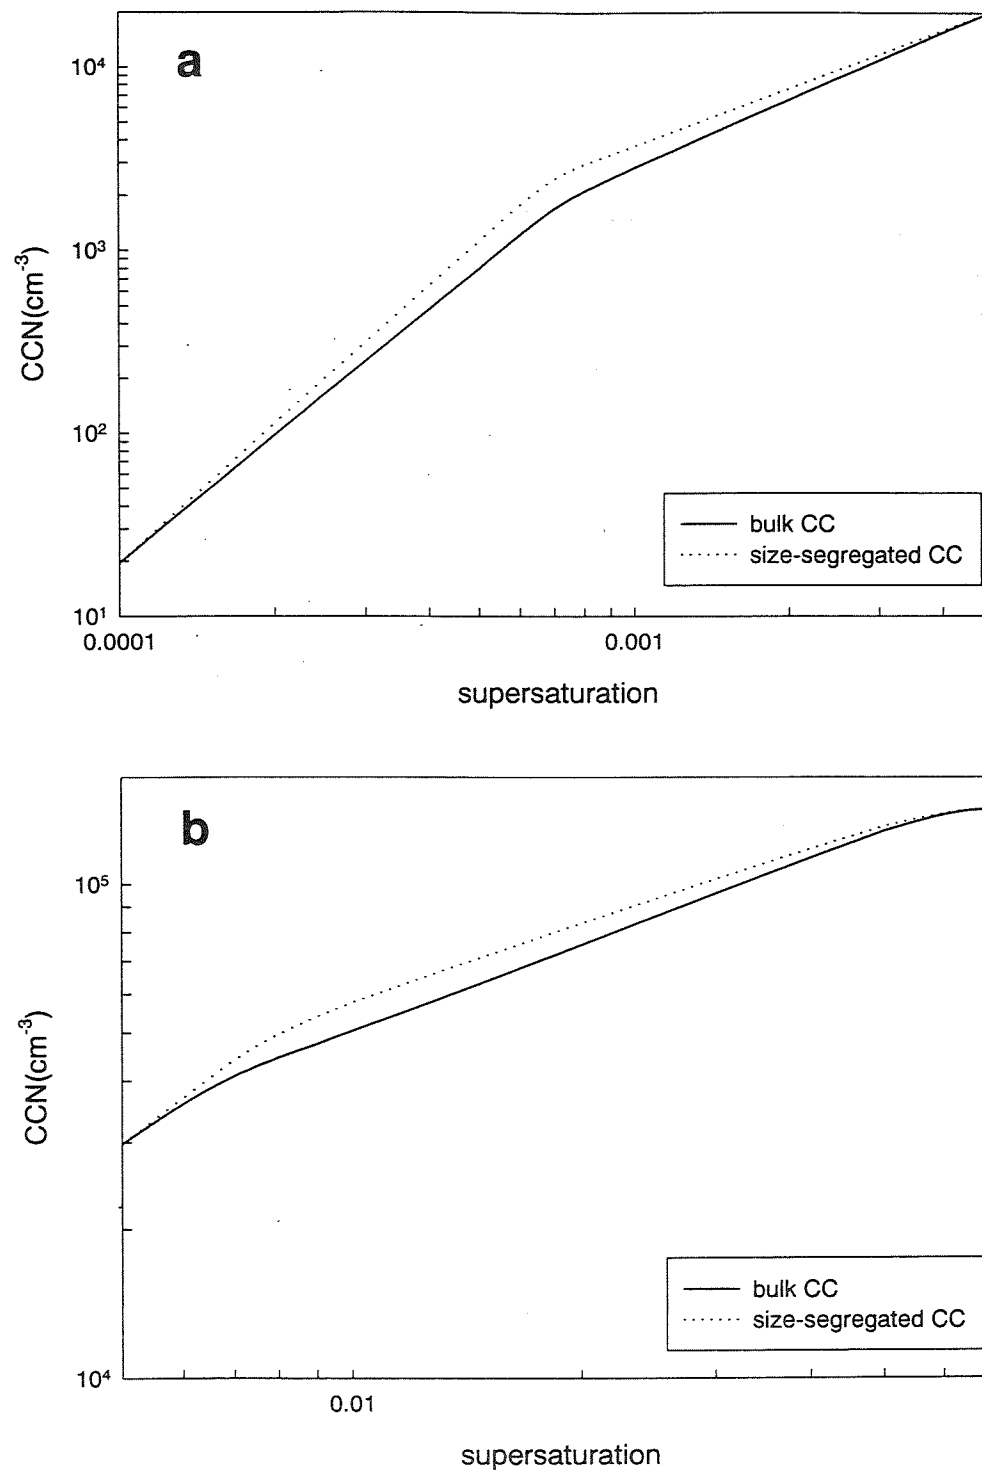 a
10⁴
10³
10²
10¹
CCN(cm⁻³)
bulk CC
size-segregated CC
0.0001
0.001
supersaturation
b
10⁵
10⁴
CCN(cm⁻³)
bulk CC
size-segregated CC
0.01
supersaturation